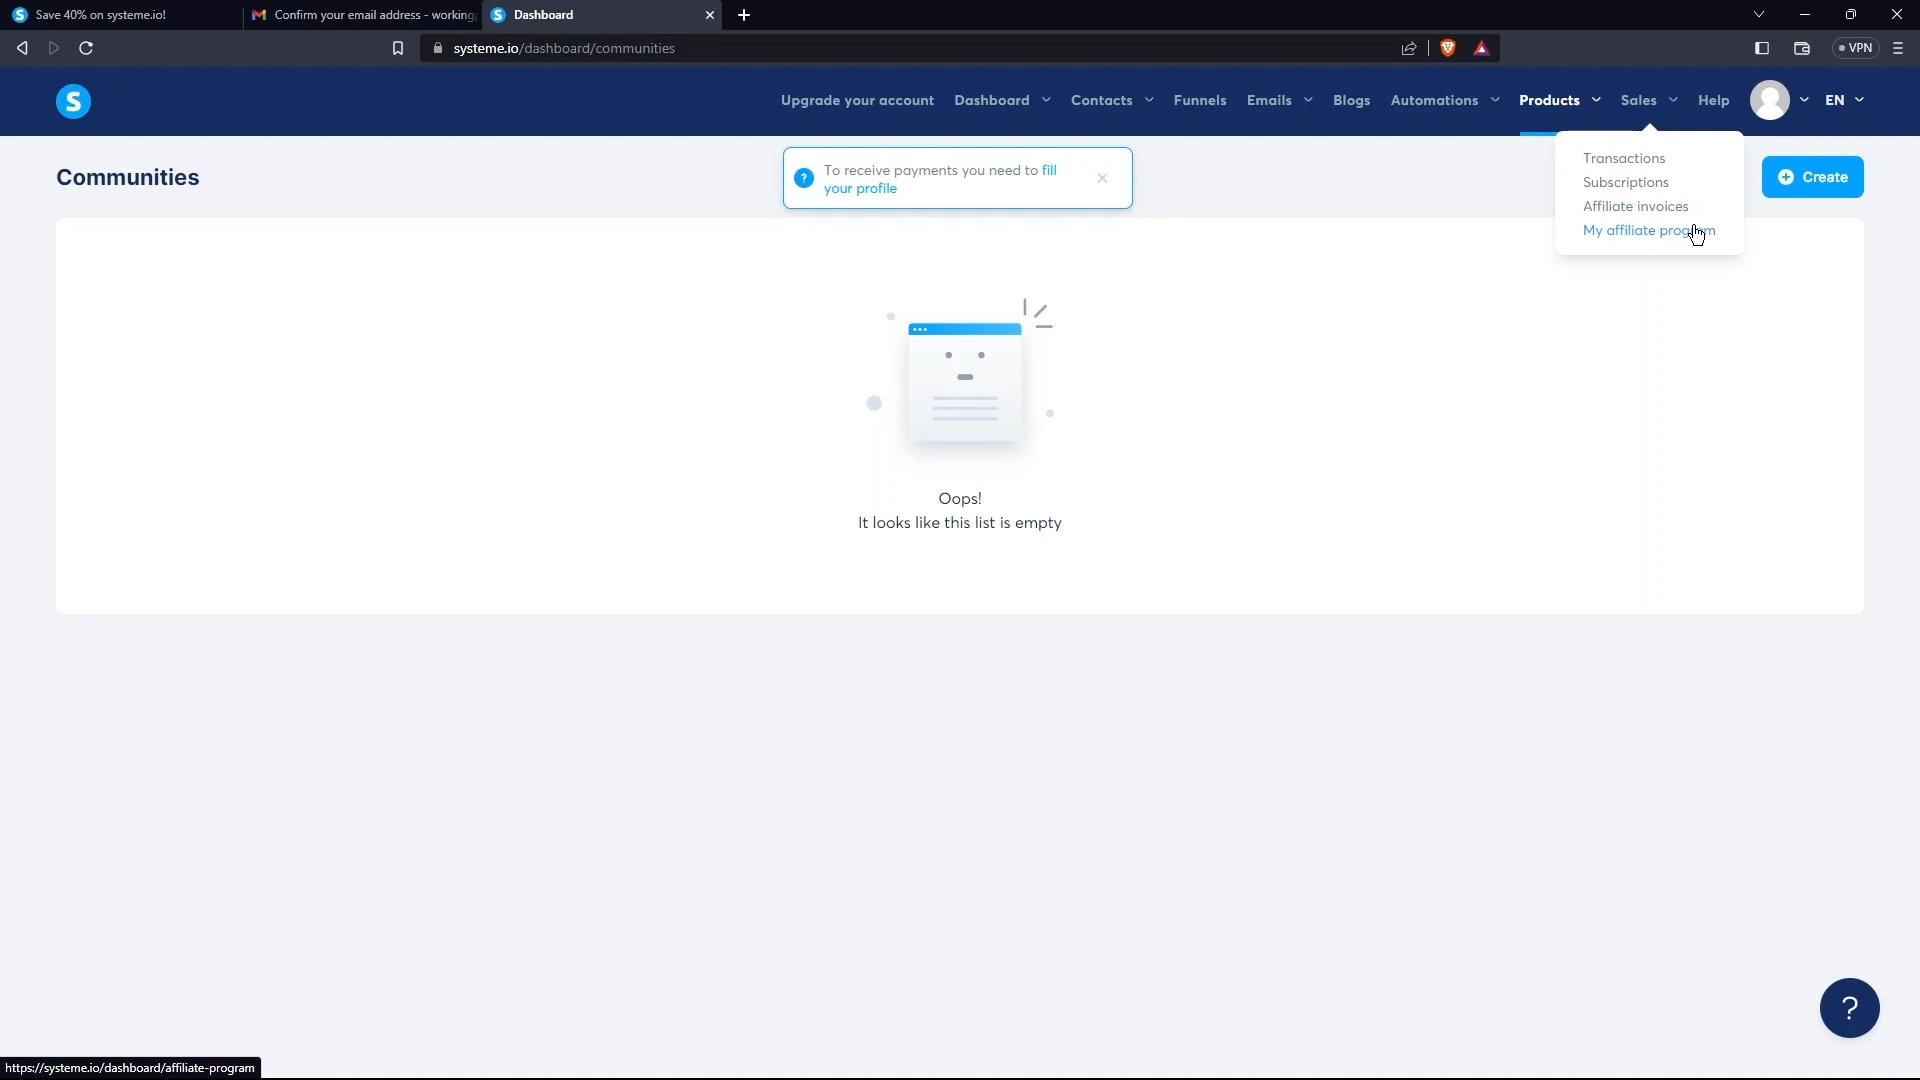 Save 40% on systeme.io!
Confirm your email address - working
Dashboard
systeme.io/dashboard/communities
VPN
S
Upgrade your account
Dashboard
Contacts
Funnels
Emails
Blogs
Automations
Products
Sales
Help
EN
Communities
To receive payments you need to fill
your profile
Transactions
Subscriptions
Affiliate invoices
My affiliate program
Create
Oops!
It looks like this list is empty
?
https://systeme.io/dashboard/affiliate-program